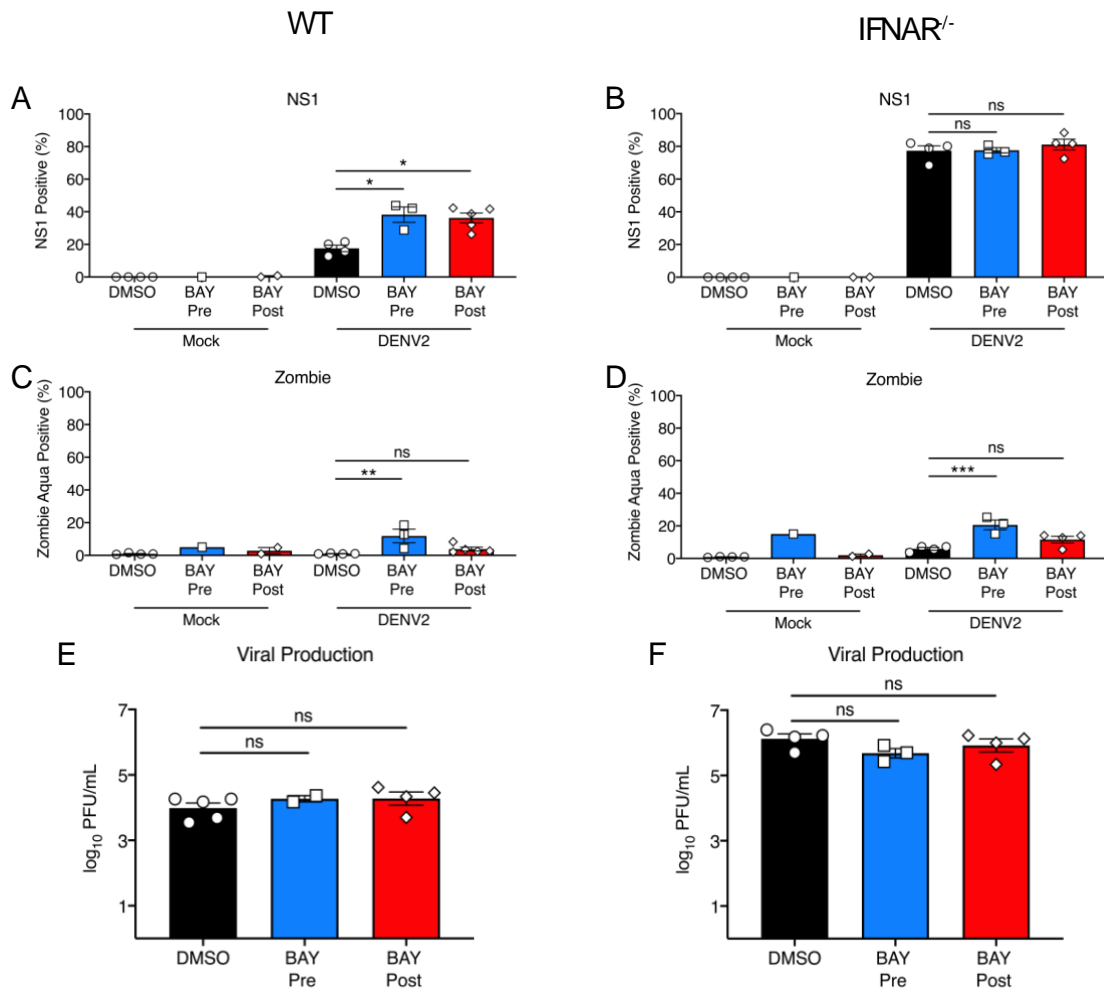 WT
IFNAR-/-
A
NS1
NS1 Positive (%)
100
80
60
40
20
0
*
*
DMSO
BAY
Pre
BAY
Post
DMSO
BAY
Pre
BAY
Post
Mock
DENV2
B
NS1
NS1 Positive (%)
100
80
60
40
20
0
ns
ns
DMSO
BAY
Pre
BAY
Post
DMSO
BAY
Pre
BAY
Post
Mock
DENV2
C
Zombie
Zombie Aqua Positive (%)
100
80
60
40
20
0
ns
**
DMSO
BAY
Pre
BAY
Post
DMSO
BAY
Pre
BAY
Post
Mock
DENV2
D
Zombie
Zombie Aqua Positive (%)
100
80
60
40
20
0
ns
***
DMSO
BAY
Pre
BAY
Post
DMSO
BAY
Pre
BAY
Post
Mock
DENV2
E
Viral Production
log10 PFU/mL
7
5
3
1
ns
ns
DMSO
BAY
Pre
BAY
Post
F
Viral Production
log10 PFU/mL
7
5
3
1
ns
ns
DMSO
BAY
Pre
BAY
Post